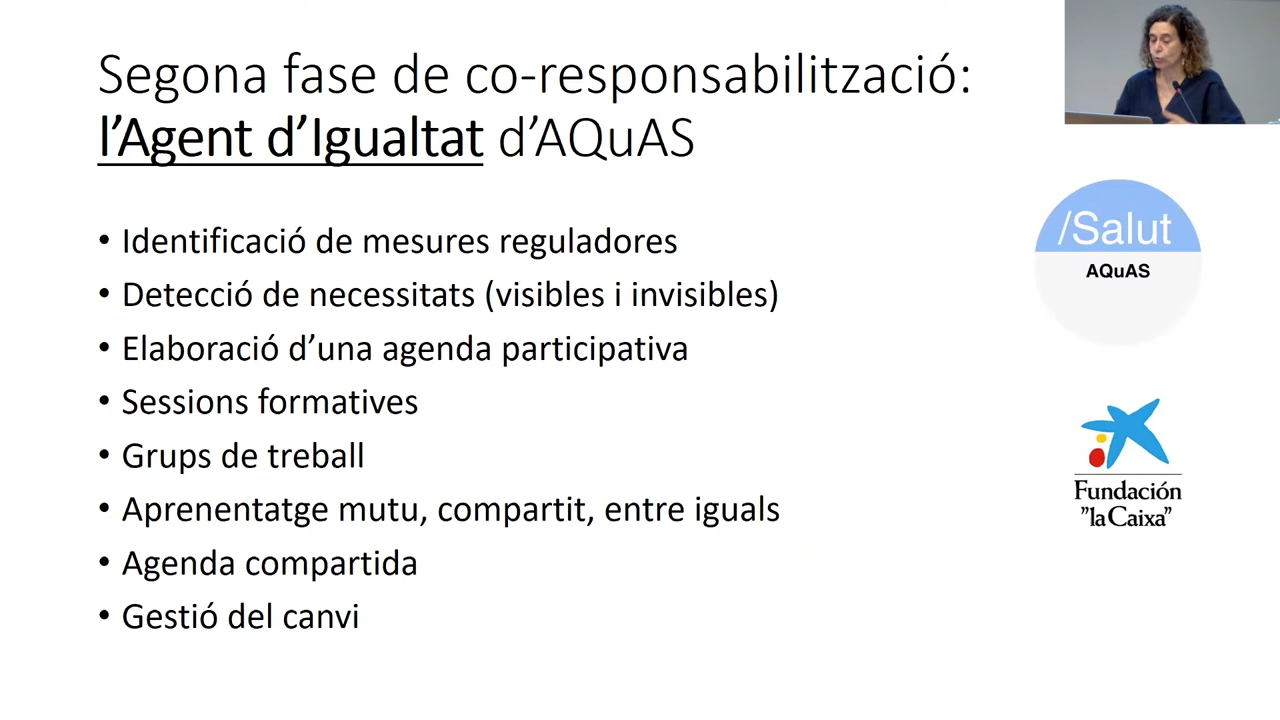 Segona fase de co-responsabilització:
l’Agent d’Igualtat d’AQuAS
• Identificació de mesures reguladores
• Detecció de necessitats (visibles i invisibles)
• Elaboració d’una agenda participativa
• Sessions formatives
• Grups de treball
• Aprenentatge mutu, compartit, entre iguals
• Agenda compartida
• Gestió del canvi
/Salut
AQuAS
Fundación
”la Caixa”